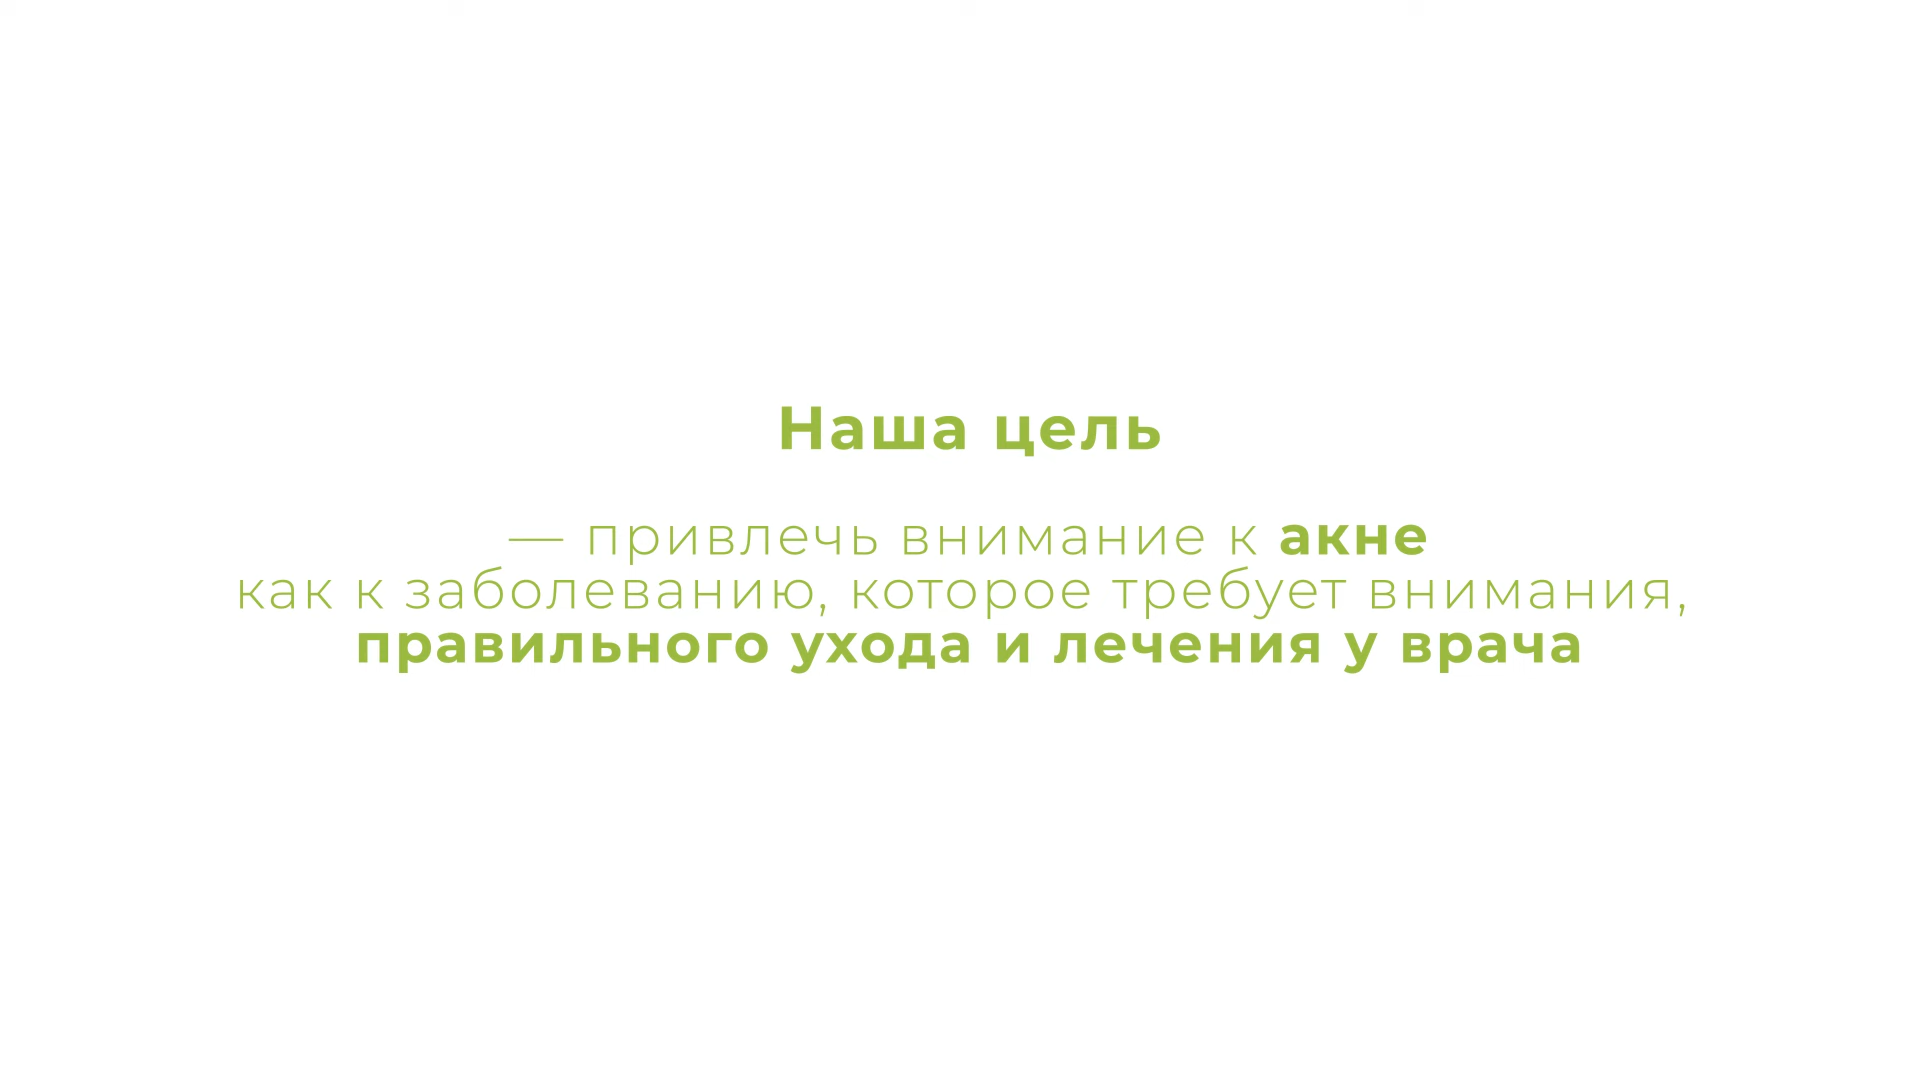 Наша цель
— привлечь внимание к акне
как к заболеванию, которое требует внимания,
правильного ухода и лечения у врача